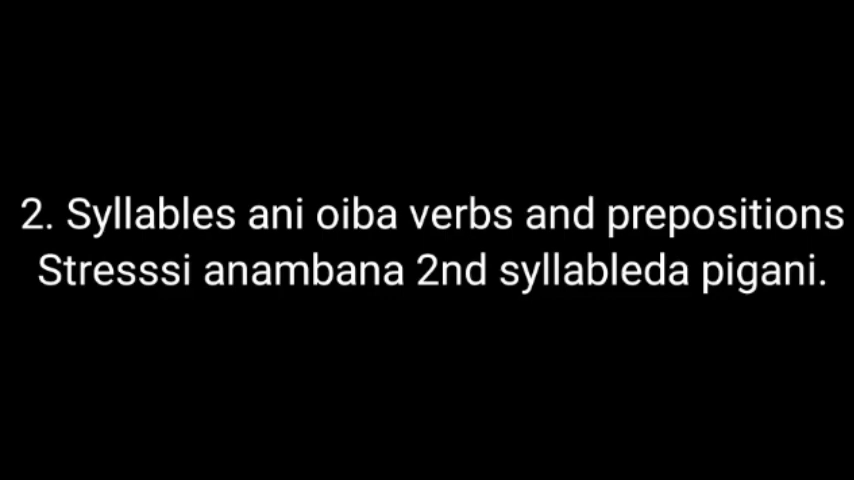 2. Syllables ani oiba verbs and prepositions
Stresssi anambana 2nd syllableda pigani.